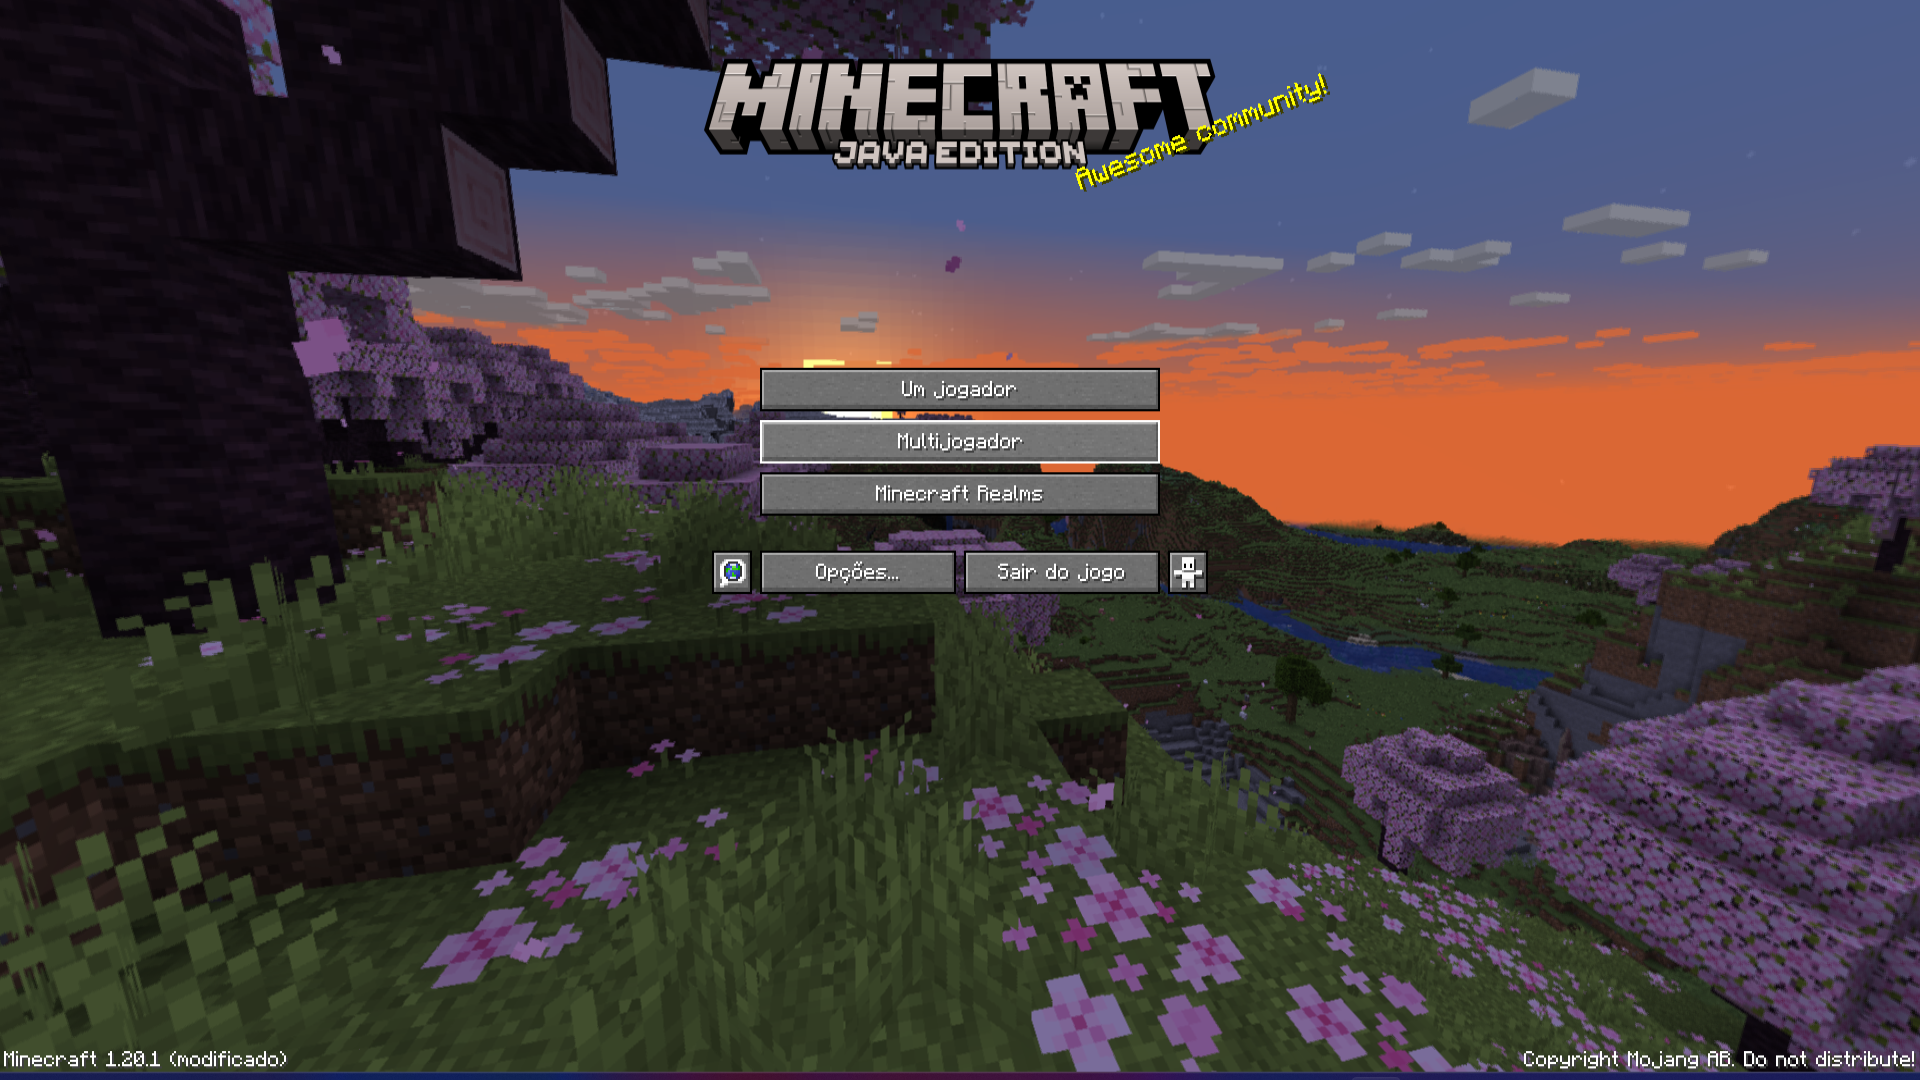 MINECRAFT
JAVA EDITION
Awesome community!
Um jogador
Multijogador
Minecraft Realms
Opções...
Sair do jogo
Minecraft 1.20.1 (modificado)
Copyright Mojang AB. Do not distribute!